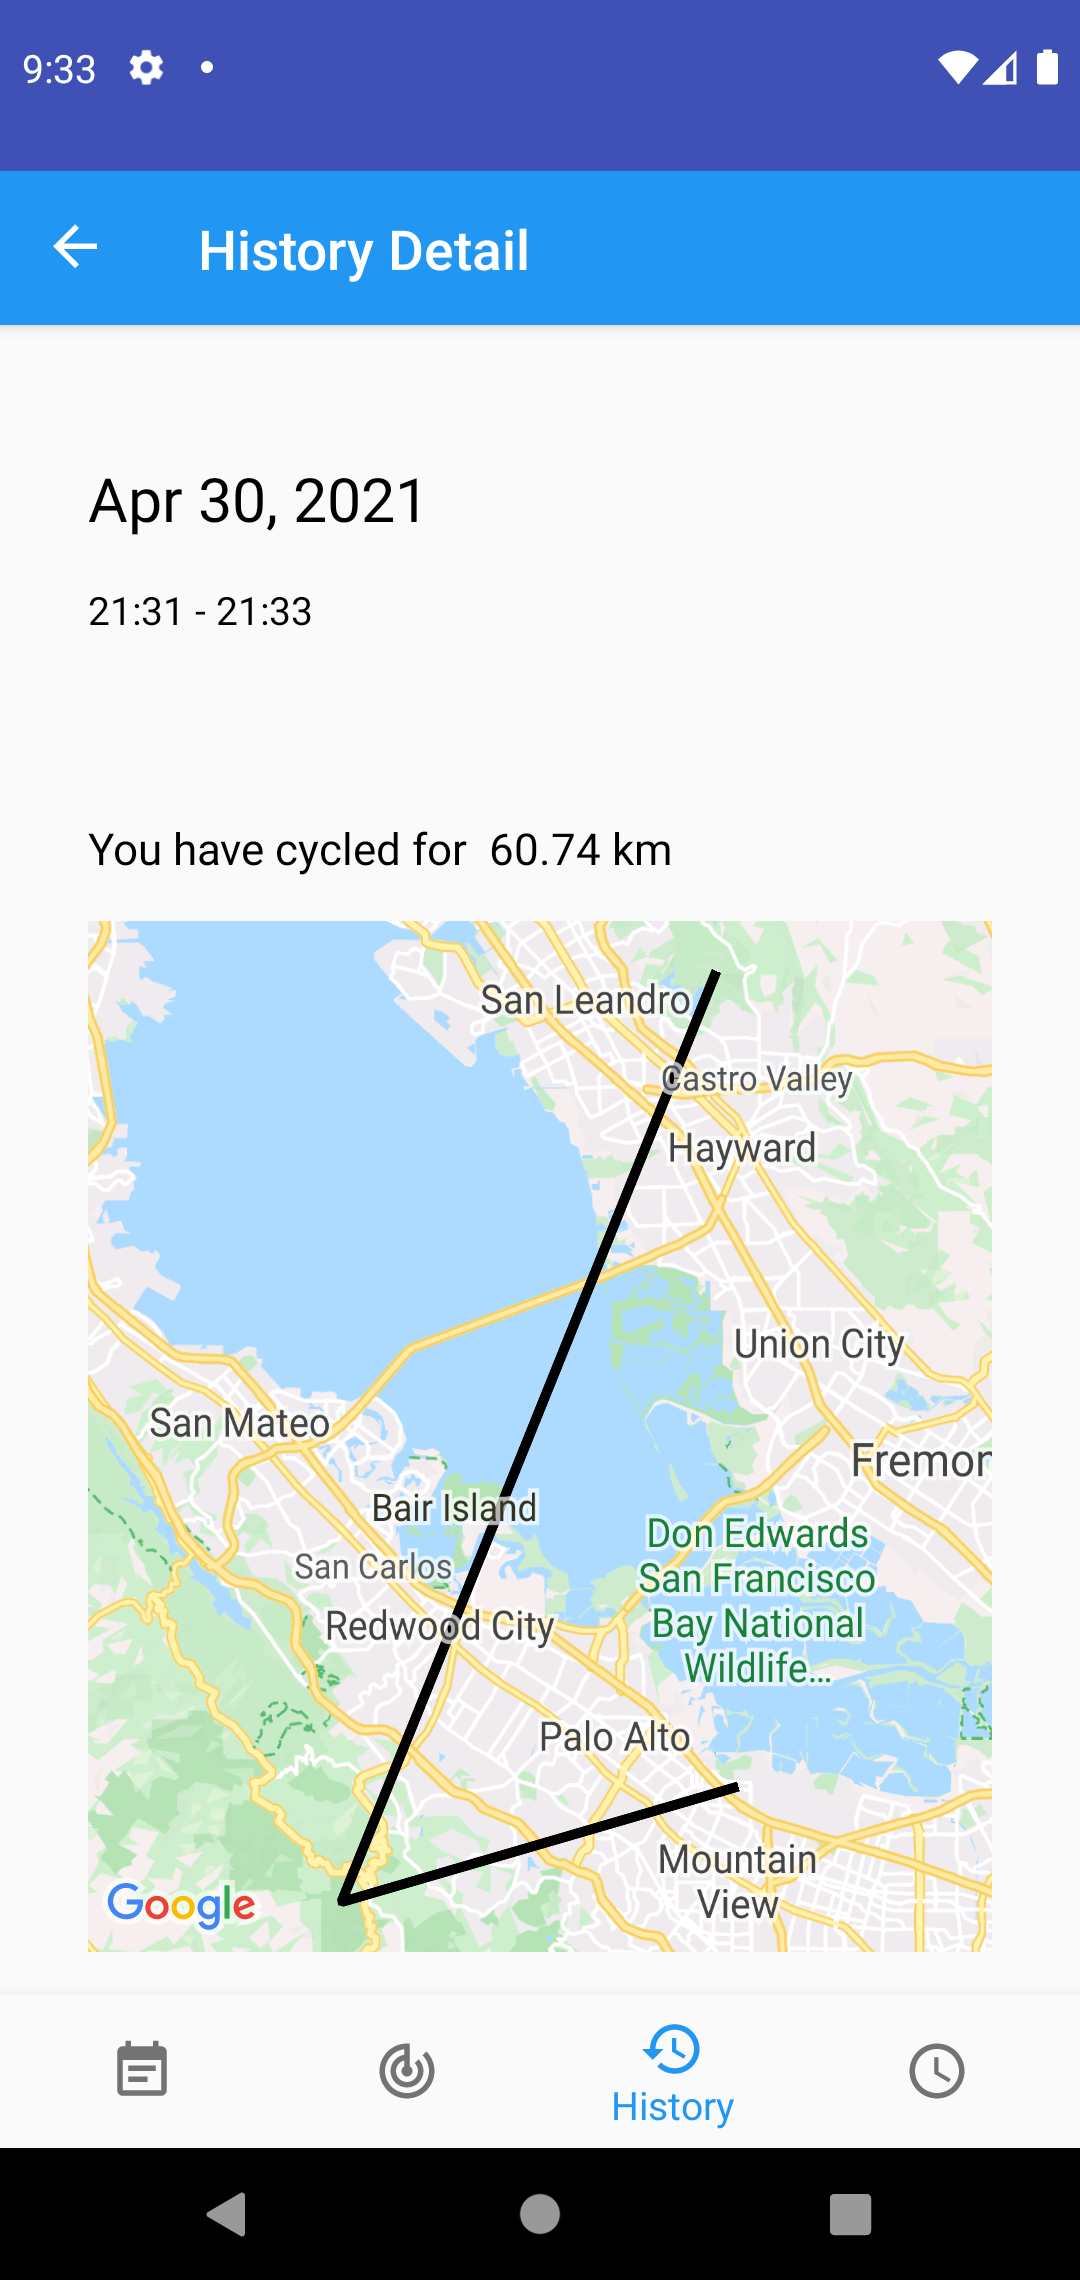 9:33
History Detail
Apr 30, 2021
21:31 - 21:33
You have cycled for 60.74 km
San Leandro
Castro Valley
Hayward
Union City
San Mateo
Fremon
Bair Island
Don Edwards
San Francisco
Bay National
Wildlife...
San Carlos
Redwood City
Palo Alto
Mountain
View
Google
History